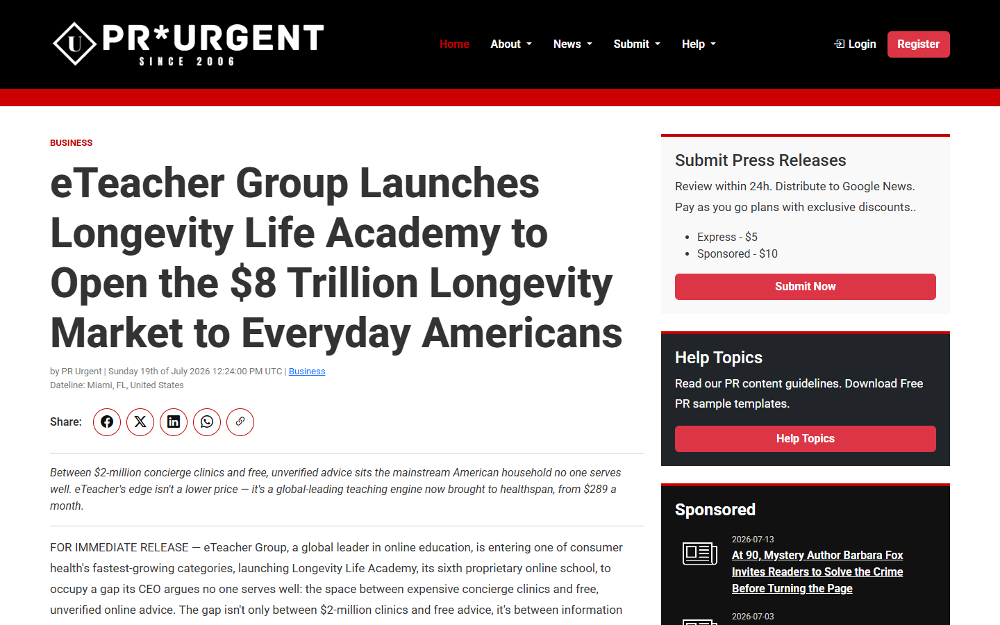 U PR*URGENT
SINCE 2006
Home About News Submit Help Login Register
BUSINESS
eTeacher Group Launches
Longevity Life Academy to
Open the $8 Trillion Longevity
Market to Everyday Americans
by PR Urgent | Sunday 19th of July 2026 12:24:00 PM UTC | Business
Dateline: Miami, FL, United States
Share:
Between $2-million concierge clinics and free, unverified advice sits the mainstream American household no one serves
well. eTeacher's edge isn't a lower price — it's a global-leading teaching engine now brought to healthspan, from $289 a
month.
FOR IMMEDIATE RELEASE — eTeacher Group, a global leader in online education, is entering one of consumer
health's fastest-growing categories, launching Longevity Life Academy, its sixth proprietary online school, to
occupy a gap its CEO argues no one serves well: the space between expensive concierge clinics and free,
unverified online advice. The gap isn't only between $2-million clinics and free advice, it's between information
Submit Press Releases
Review within 24h. Distribute to Google News.
Pay as you go plans with exclusive discounts..
Express - $5
Sponsored - $10
Submit Now
Help Topics
Read our PR content guidelines. Download Free
PR sample templates.
Help Topics
Sponsored
2026-07-13
At 90, Mystery Author Barbara Fox
Invites Readers to Solve the Crime
Before Turning the Page
2026-07-03